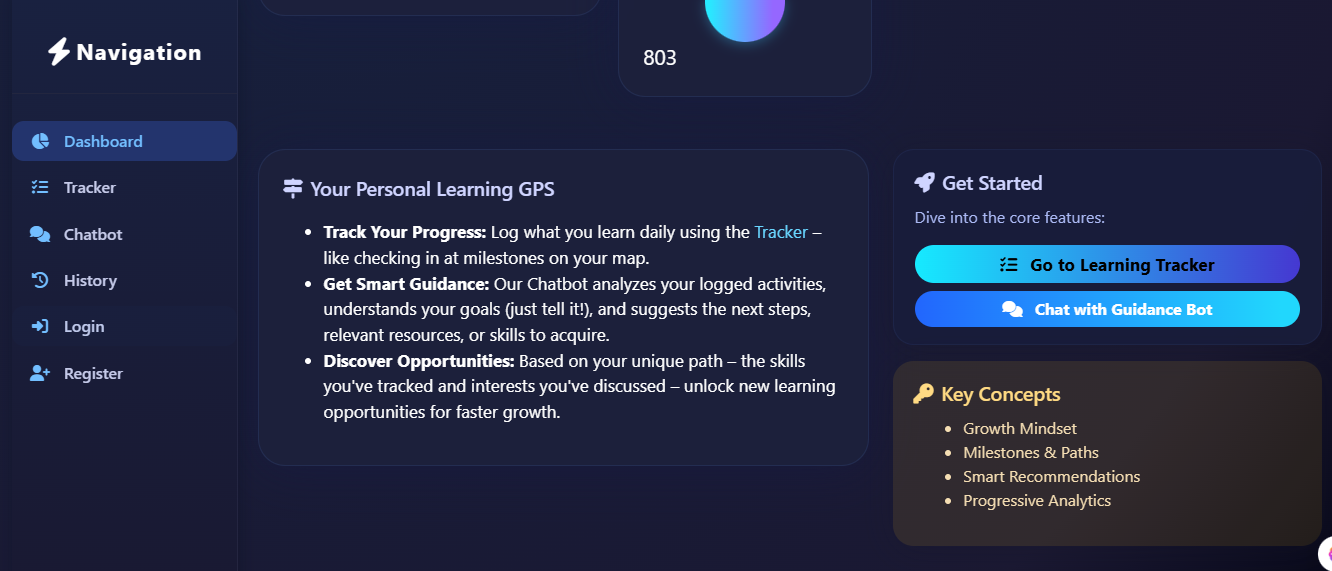 Navigation
Dashboard
Tracker
Chatbot
History
Login
Register
803
Your Personal Learning GPS
Track Your Progress: Log what you learn daily using the Tracker –
like checking in at milestones on your map.
Get Smart Guidance: Our Chatbot analyzes your logged activities,
understands your goals (just tell it!), and suggests the next steps,
relevant resources, or skills to acquire.
Discover Opportunities: Based on your unique path – the skills
you've tracked and interests you've discussed – unlock new learning
opportunities for faster growth.
Get Started
Dive into the core features:
Go to Learning Tracker
Chat with Guidance Bot
Key Concepts
Growth Mindset
Milestones & Paths
Smart Recommendations
Progressive Analytics